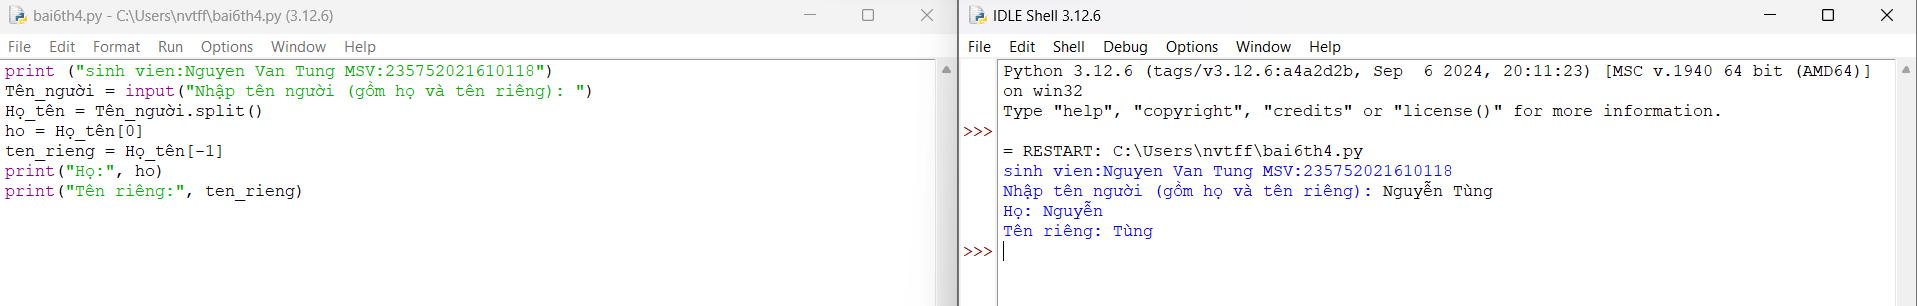 bai6th4.py - C:\Users\nvtff\bai6th4.py (3.12.6)
File Edit Format Run Options Window Help
print ("sinh vien:Nguyen Van Tung MSV:235752021610118")
Tên_người = input("Nhập tên người (gồm họ và tên riêng): ")
Họ_tên = Tên_người.split()
ho = Họ_tên[0]
ten_rieng = Họ_tên[-1]
print("Họ:", ho)
print("Tên riêng:", ten_rieng)
IDLE Shell 3.12.6
File Edit Shell Debug Options Window Help
Python 3.12.6 (tags/v3.12.6:a4a2d2b, Sep  6 2024, 20:11:23) [MSC v.1940 64 bit (AMD64)]
on win32
Type "help", "copyright", "credits" or "license()" for more information.
>>>
= RESTART: C:\Users\nvtff\bai6th4.py
sinh vien:Nguyen Van Tung MSV:235752021610118
Nhập tên người (gồm họ và tên riêng): Nguyễn Tùng
Họ: Nguyễn
Tên riêng: Tùng
>>>